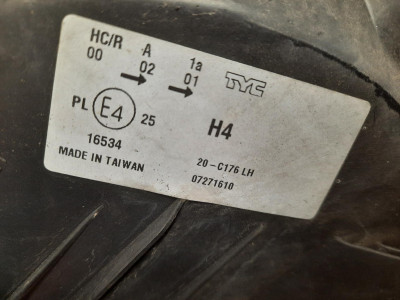 HC/R A 1a TYC
00 02 01
→ →
PL E4 25 H4
16534
MADE IN TAIWAN
20-C176 LH
07271610